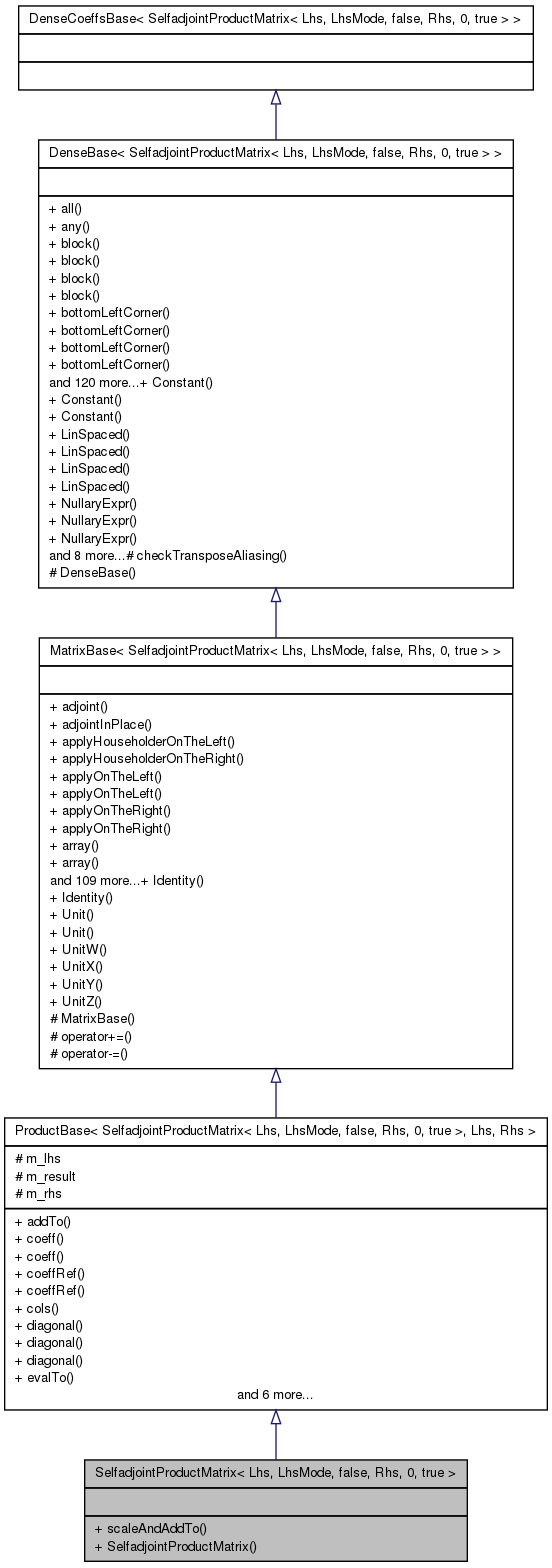 DenseCoeffsBase< SelfadjointProductMatrix< Lhs, LhsMode, false, Rhs, 0, true > >
DenseBase< SelfadjointProductMatrix< Lhs, LhsMode, false, Rhs, 0, true > >
+ all()
+ any()
+ block()
+ block()
+ block()
+ block()
+ bottomLeftCorner()
+ bottomLeftCorner()
+ bottomLeftCorner()
+ bottomLeftCorner()
and 120 more...+ Constant()
+ Constant()
+ Constant()
+ LinSpaced()
+ LinSpaced()
+ LinSpaced()
+ LinSpaced()
+ NullaryExpr()
+ NullaryExpr()
+ NullaryExpr()
and 8 more...# checkTransposeAliasing()
# DenseBase()
MatrixBase< SelfadjointProductMatrix< Lhs, LhsMode, false, Rhs, 0, true > >
+ adjoint()
+ adjointInPlace()
+ applyHouseholderOnTheLeft()
+ applyHouseholderOnTheRight()
+ applyOnTheLeft()
+ applyOnTheLeft()
+ applyOnTheRight()
+ applyOnTheRight()
+ array()
+ array()
and 109 more...+ Identity()
+ Identity()
+ Unit()
+ Unit()
+ UnitW()
+ UnitX()
+ UnitY()
+ UnitZ()
# MatrixBase()
# operator+=()
# operator-=()
ProductBase< SelfadjointProductMatrix< Lhs, LhsMode, false, Rhs, 0, true >, Lhs, Rhs >
# m_lhs
# m_result
# m_rhs
+ addTo()
+ coeff()
+ coeff()
+ coeffRef()
+ coeffRef()
+ cols()
+ diagonal()
+ diagonal()
+ diagonal()
+ evalTo()
and 6 more...
SelfadjointProductMatrix< Lhs, LhsMode, false, Rhs, 0, true >
+ scaleAndAddTo()
+ SelfadjointProductMatrix()